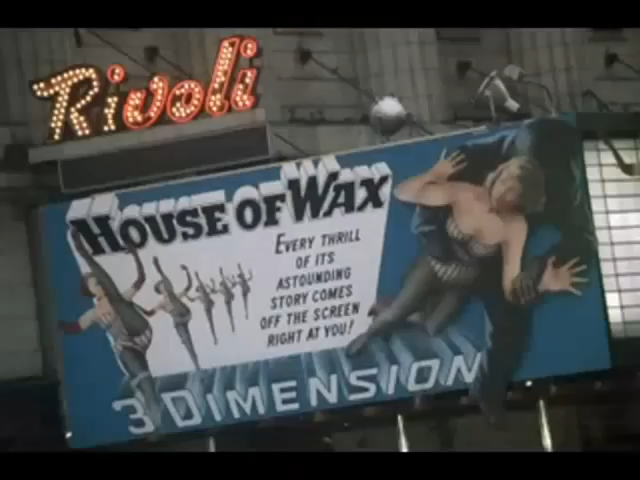 Rivoli
HOUSE OF WAX
EVERY THRILL
OF ITS
ASTOUNDING
STORY COMES
OFF THE SCREEN
RIGHT AT YOU!
3 DIMENSION